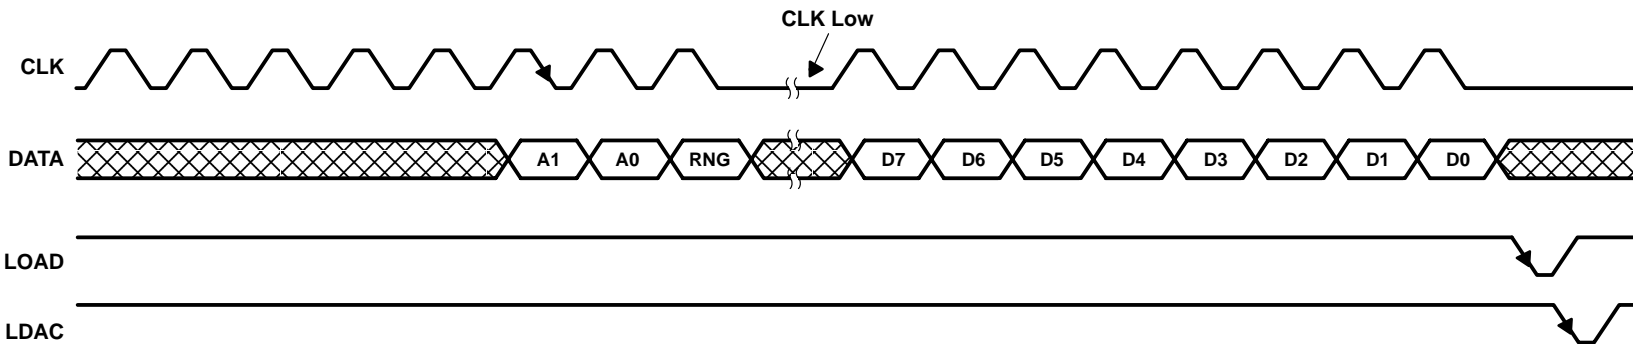 CLK Low
CLK
DATA A1 A0 RNG D7 D6 D5 D4 D3 D2 D1 D0
LOAD
LDAC